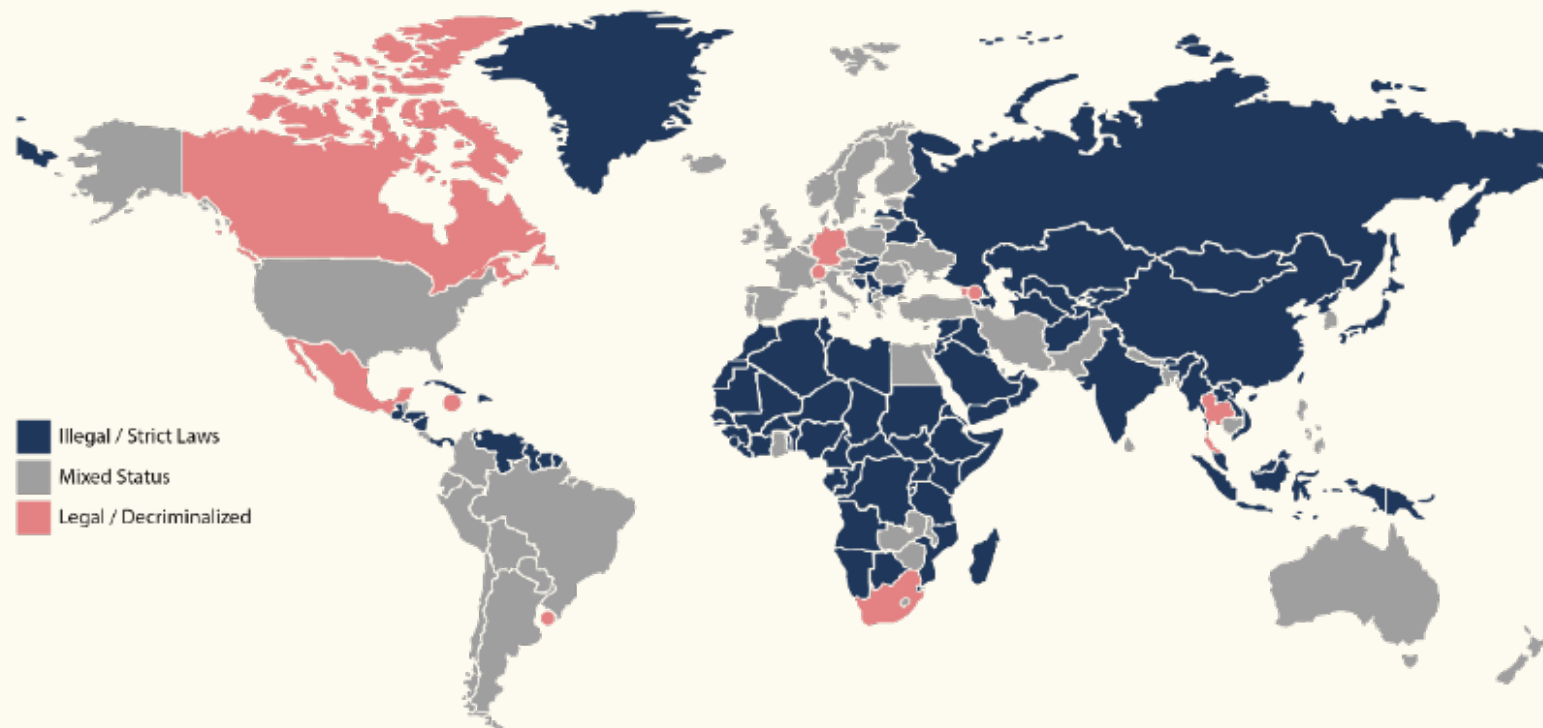 Illegal / Strict Laws
Mixed Status
Legal / Decriminalized